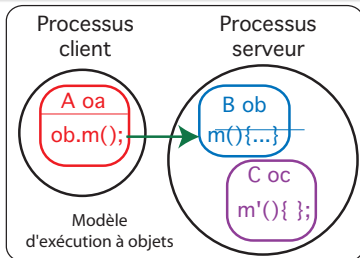 Processus client
Processus serveur
A oa
ob.m();
B ob
m(){...}
C oc
m'(){ };
Modèle
d'exécution à objets